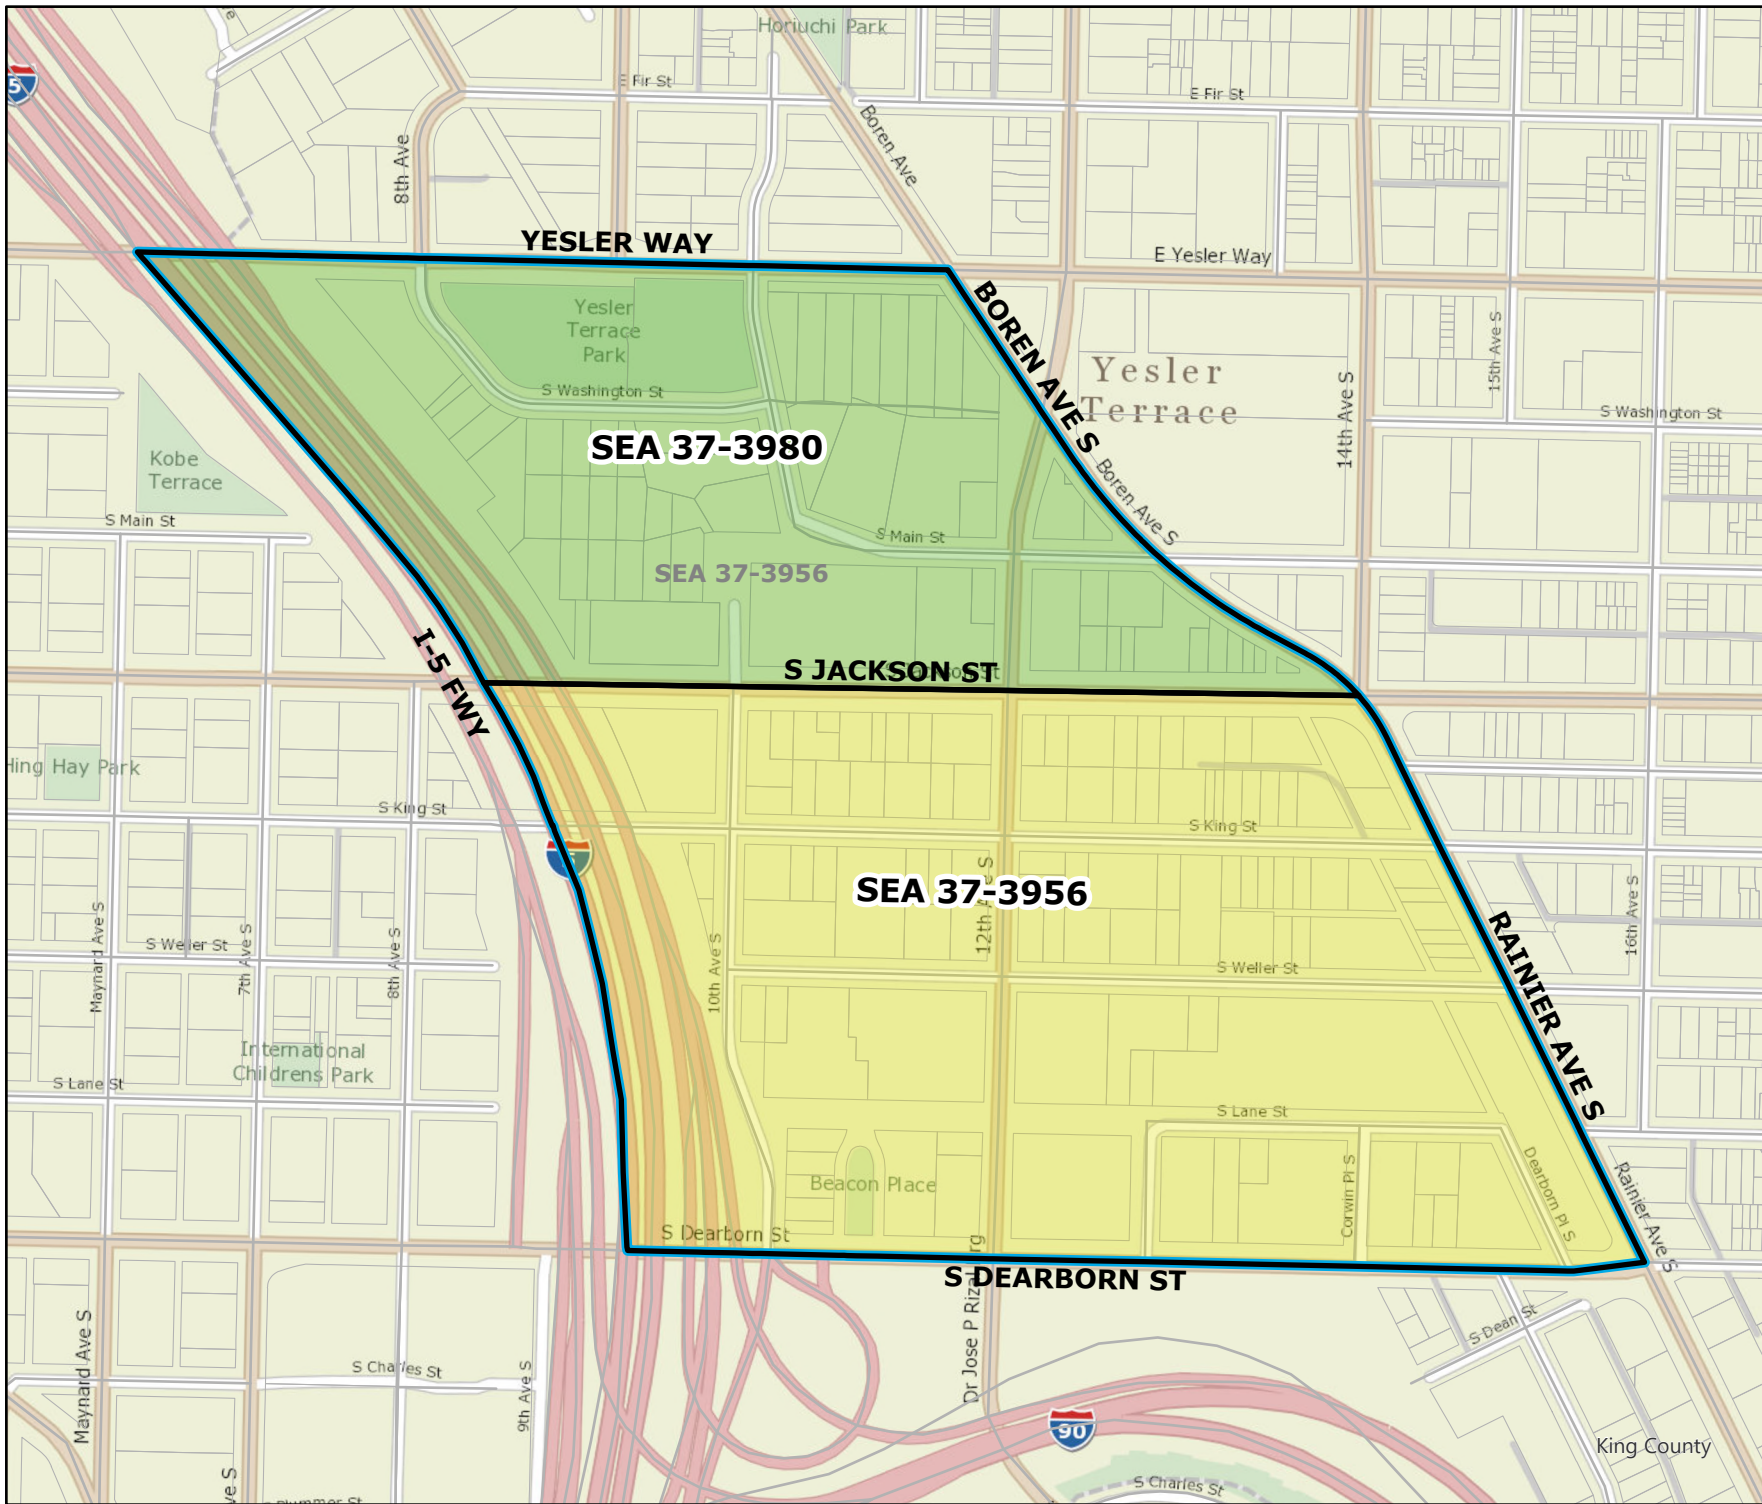 Horiuchi Park
5
E Fir St
E Fir St
8th Ave
Boren Ave
YESLER WAY
E Yesler Way
BOREN AVE S
Yesler
Terrace
Park
Yesler
Terrace
15th Ave S
14th Ave S
S Washington St
S Washington St
SEA 37-3980
Kobe
Terrace
Boren Ave S
S Main St
S Main St
SEA 37-3956
I-5 FWY
S JACKSON ST
Hing Hay Park
S King St
S King St
5
SEA 37-3956
12th Ave S
16th Ave S
RAINIER AVE S
Maynard Ave S
S Weller St
7th Ave S
8th Ave S
10th Ave S
S Weller St
International
Childrens Park
S Lane St
S Lane St
Beacon Place
Corwin Pl S
Dearborn Pl S
Rainier Ave S
S Dearborn St
S DEARBORN ST
Dr Jose P Rizal
Maynard Ave S
S Charles St
9th Ave S
S Dean St
90
King County
S Charles St
ve S
S Plummer St